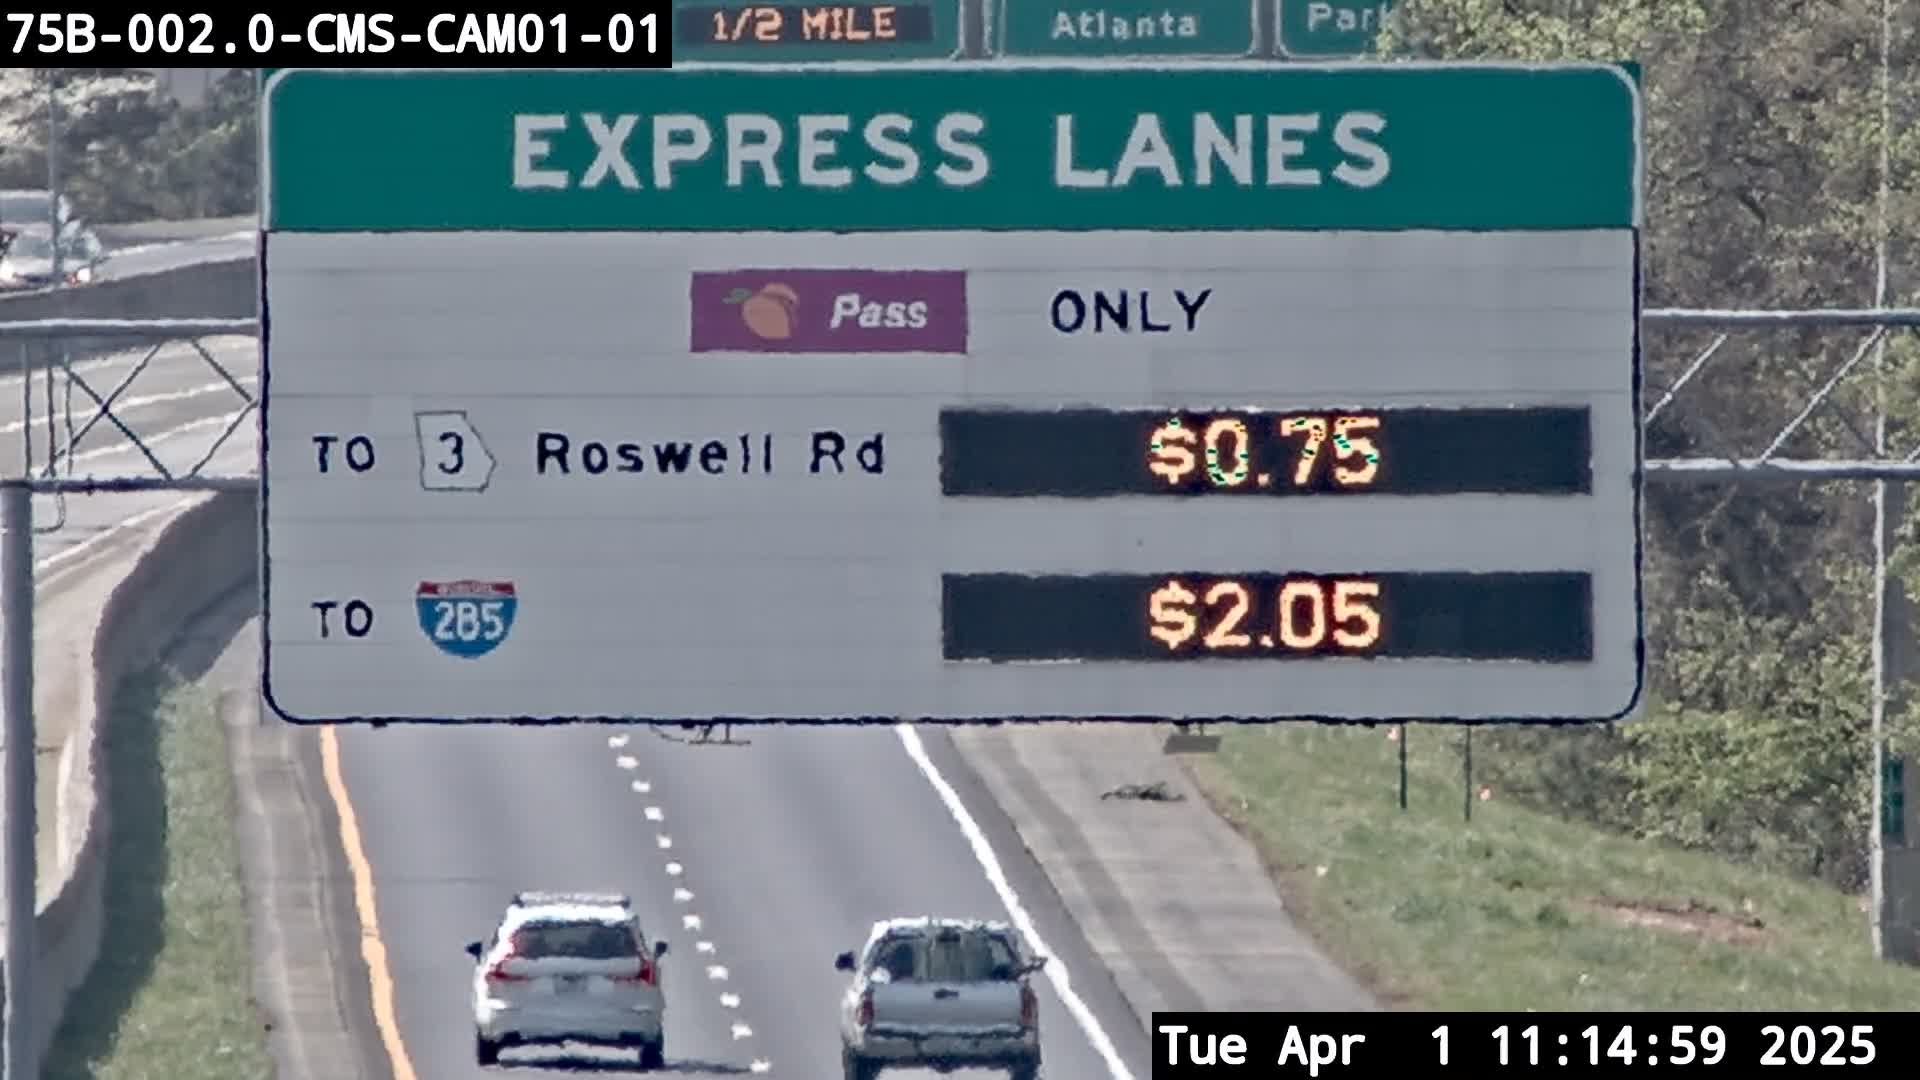 75B-002.0-CMS-CAM01-01
1/2 MILE
Atlanta
Park
EXPRESS LANES
Pass ONLY
TO 3 Roswell Rd $0.75
TO 285 $2.05
Tue Apr 1 11:14:59 2025